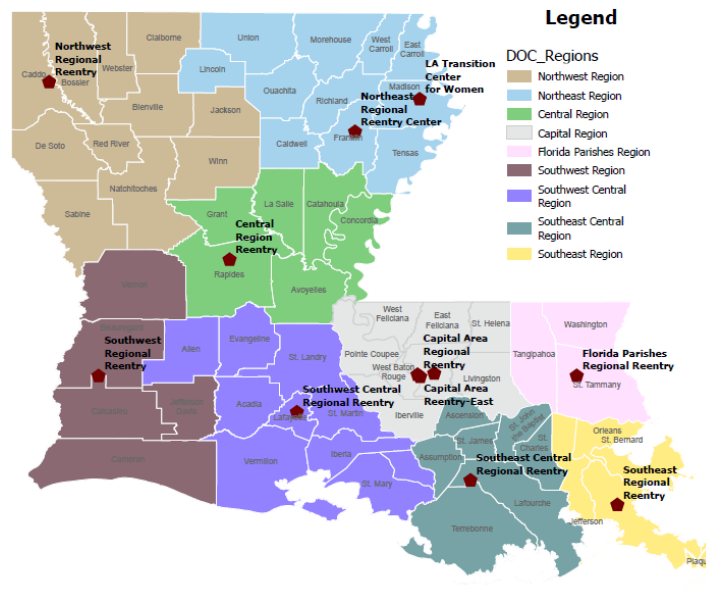 Legend
DOC_Regions
Northwest Region
Northeast Region
Central Region
Capital Region
Florida Parishes Region
Southwest Region
Southwest Central
Region
Southeast Central
Region
Southeast Region
Northwest
Regional
Reentry
LA Transition
Center
for Women
Northeast
Regional
Reentry Center
Central
Region
Reentry
Southwest
Regional
Reentry
Southwest Central
Regional Reentry
Capital Area
Regional
Reentry
Capital Area
Reentry-East
Florida Parishes
Regional Reentry
Southeast Central
Regional Reentry
Southeast
Regional
Reentry
Caddo
Bossier
Webster
Claiborne
Lincoln
Union
Morehouse
West
Carroll
East
Carroll
Bienville
Jackson
Ouachita
Richland
Madison
De Soto
Red River
Winn
Caldwell
Franklin
Tensas
Natchitoches
Sabine
Grant
La Salle
Catahoula
Concordia
Rapides
Avoyelles
Vernon
Beauregard
Allen
Evangeline
St. Landry
Pointe Coupee
West
Feliciana
East
Feliciana
St. Helena
Washington
Tangipahoa
St. Tammany
West Baton
Rouge
Livingston
Calcasieu
Jefferson
Davis
Acadia
Lafayette
St. Martin
Iberville
Ascension
St. John
the Baptist
St. James
St.
Charles
Orleans
St. Bernard
Cameron
Vermilion
Iberia
St. Mary
Assumption
Lafourche
Terrebonne
Jefferson
Plaqu